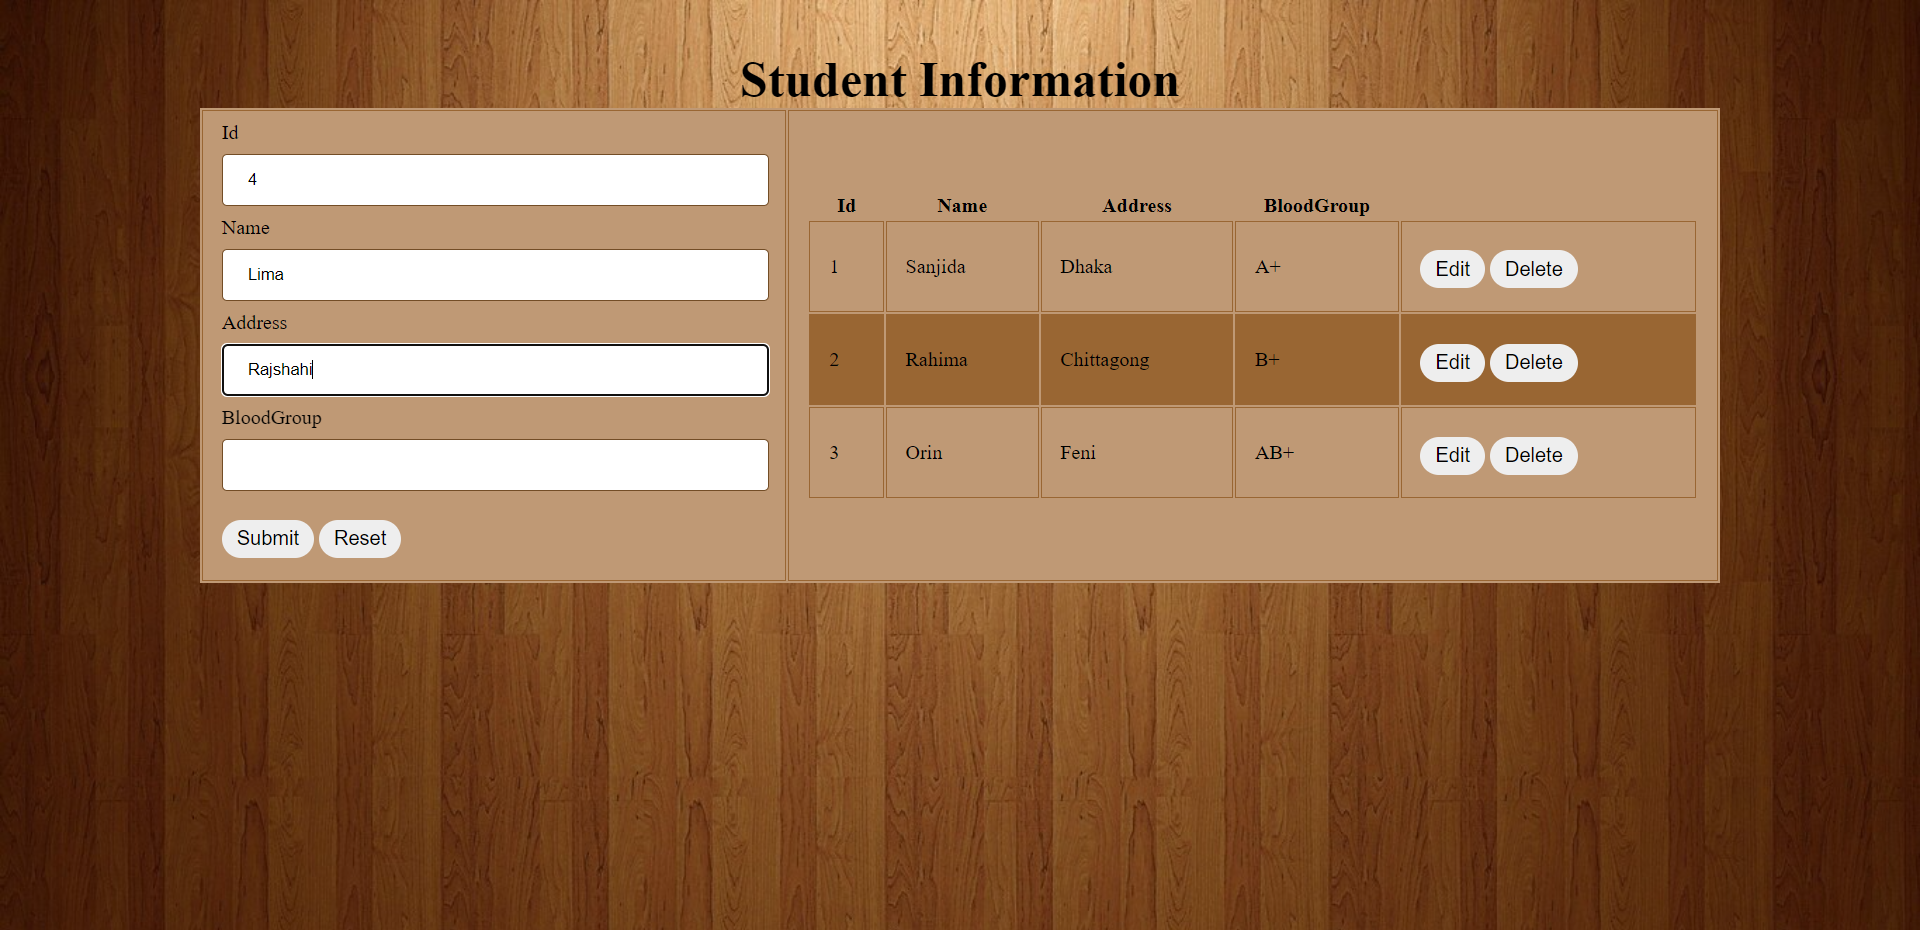 Student Information
Id
4
Name
Lima
Address
Rajshahi
BloodGroup
Submit Reset
Id Name Address BloodGroup
1 Sanjida Dhaka A+ Edit Delete
2 Rahima Chittagong B+ Edit Delete
3 Orin Feni AB+ Edit Delete